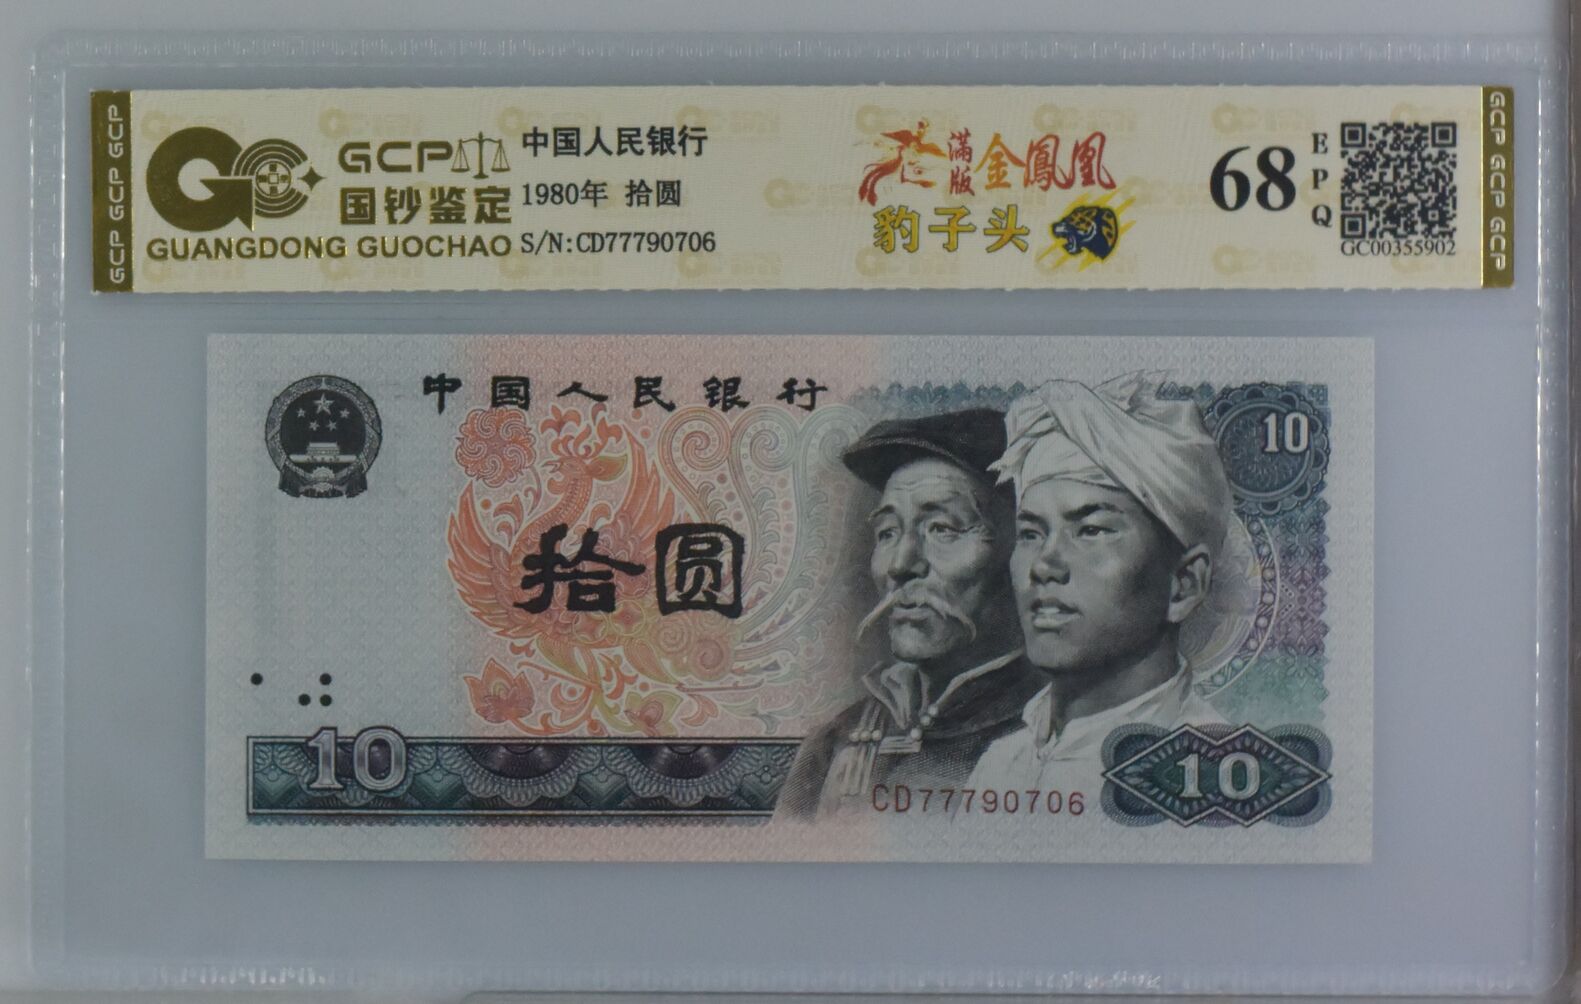 GCP GCP GCP
GCP
国钞鉴定
GUANGDONG GUOCHAO
中国人民银行
1980年 拾圆
S/N:CD77790706
满版 金鳳凰
豹子头
68
EPQ
GC00355902
GCP GCP GCP
中国人民银行
10
拾圆
10
CD77790706
10